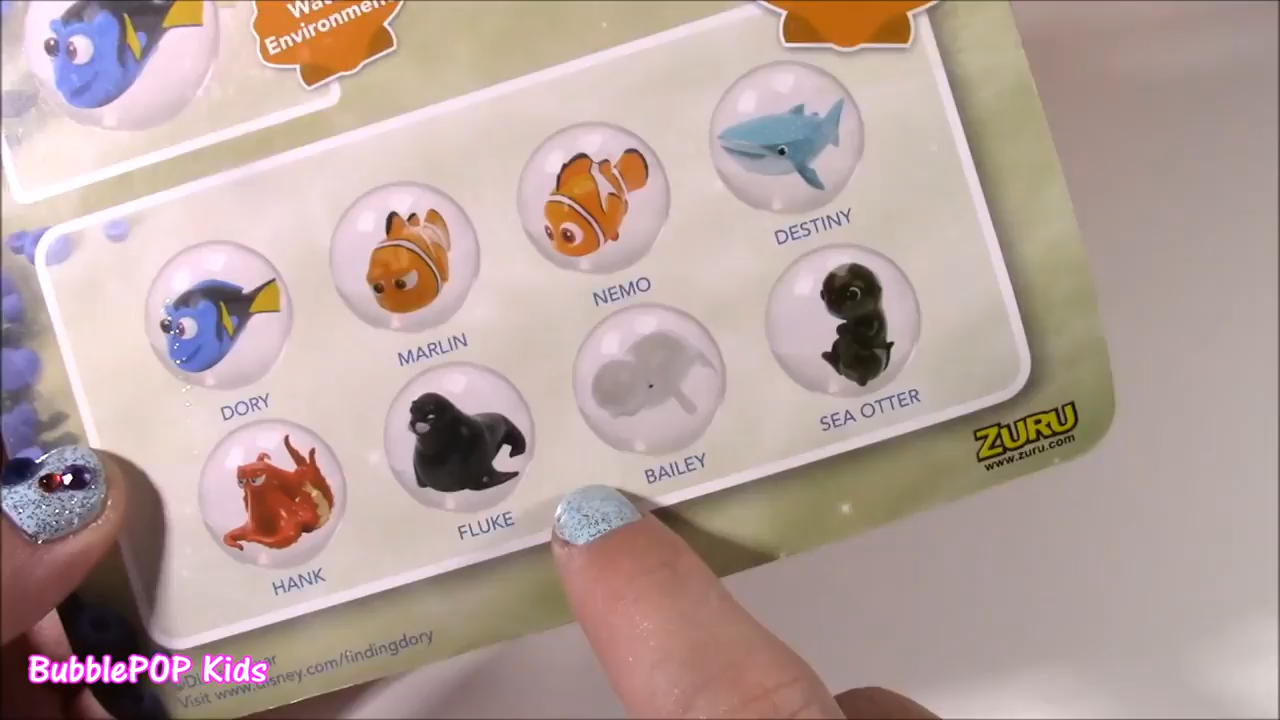 Environment
DORY
MARLIN
NEMO
DESTINY
HANK
FLUKE
BAILEY
SEA OTTER
ZURU
www.zuru.com
Visit www.disney.com/findingdory
BubblePOP Kids